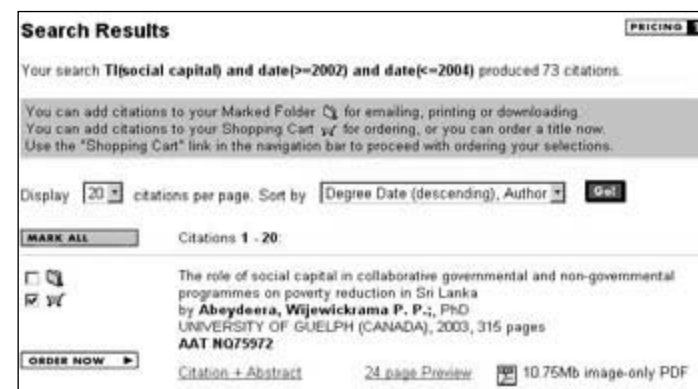 Search Results
PRICING
Your search TI(social capital) and date(>=2002) and date(<=2004) produced 73 citations.
You can add citations to your Marked Folder for emailing, printing or downloading.
You can add citations to your Shopping Cart for ordering, or you can order a title now.
Use the "Shopping Cart" link in the navigation bar to proceed with ordering your selections.
Display 20 citations per page. Sort by Degree Date (descending), Author Go!
MARK ALL Citations 1 - 20:
The role of social capital in collaborative governmental and non-governmental
programmes on poverty reduction in Sri Lanka
by Abeydeera, Wijewickrama P. P.;, PhD
UNIVERSITY OF GUELPH (CANADA), 2003, 315 pages
AAT NQ75972
ORDER NOW
Citation + Abstract 24 page Preview 10.75Mb image-only PDF